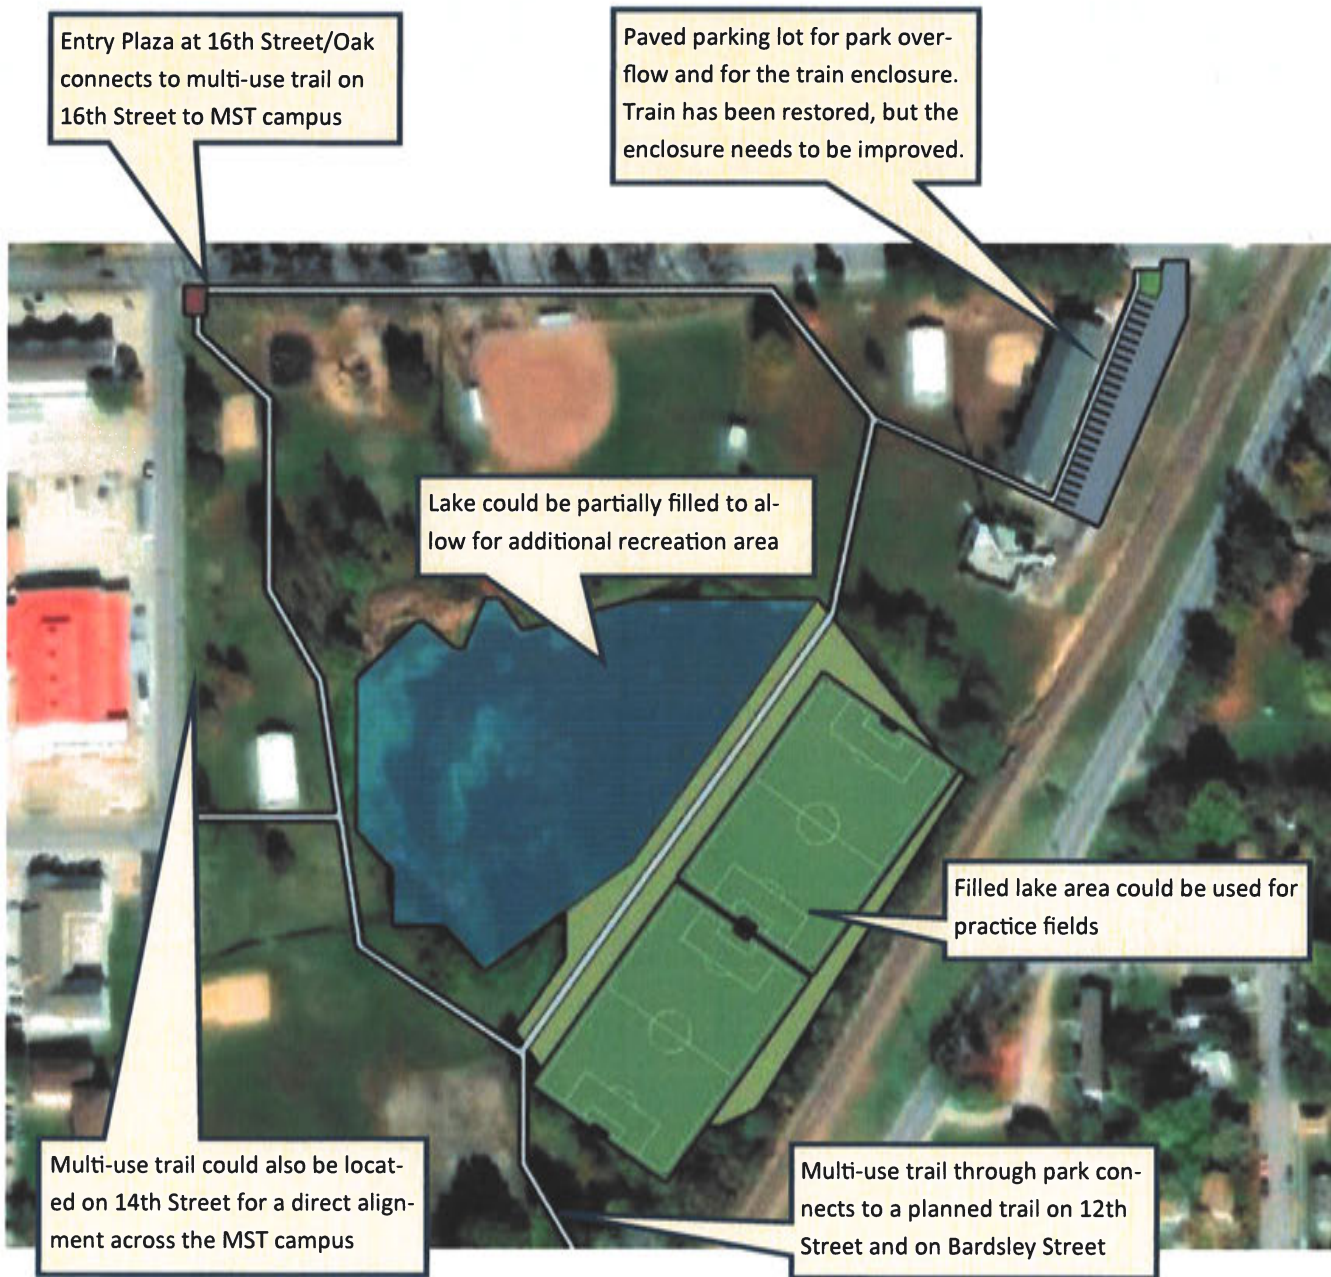 Entry Plaza at 16th Street/Oak
connects to multi-use trail on
16th Street to MST campus
Paved parking lot for park over-
flow and for the train enclosure.
Train has been restored, but the
enclosure needs to be improved.
Lake could be partially filled to al-
low for additional recreation area
Filled lake area could be used for
practice fields
Multi-use trail could also be locat-
ed on 14th Street for a direct align-
ment across the MST campus
Multi-use trail through park con-
nects to a planned trail on 12th
Street and on Bardsley Street